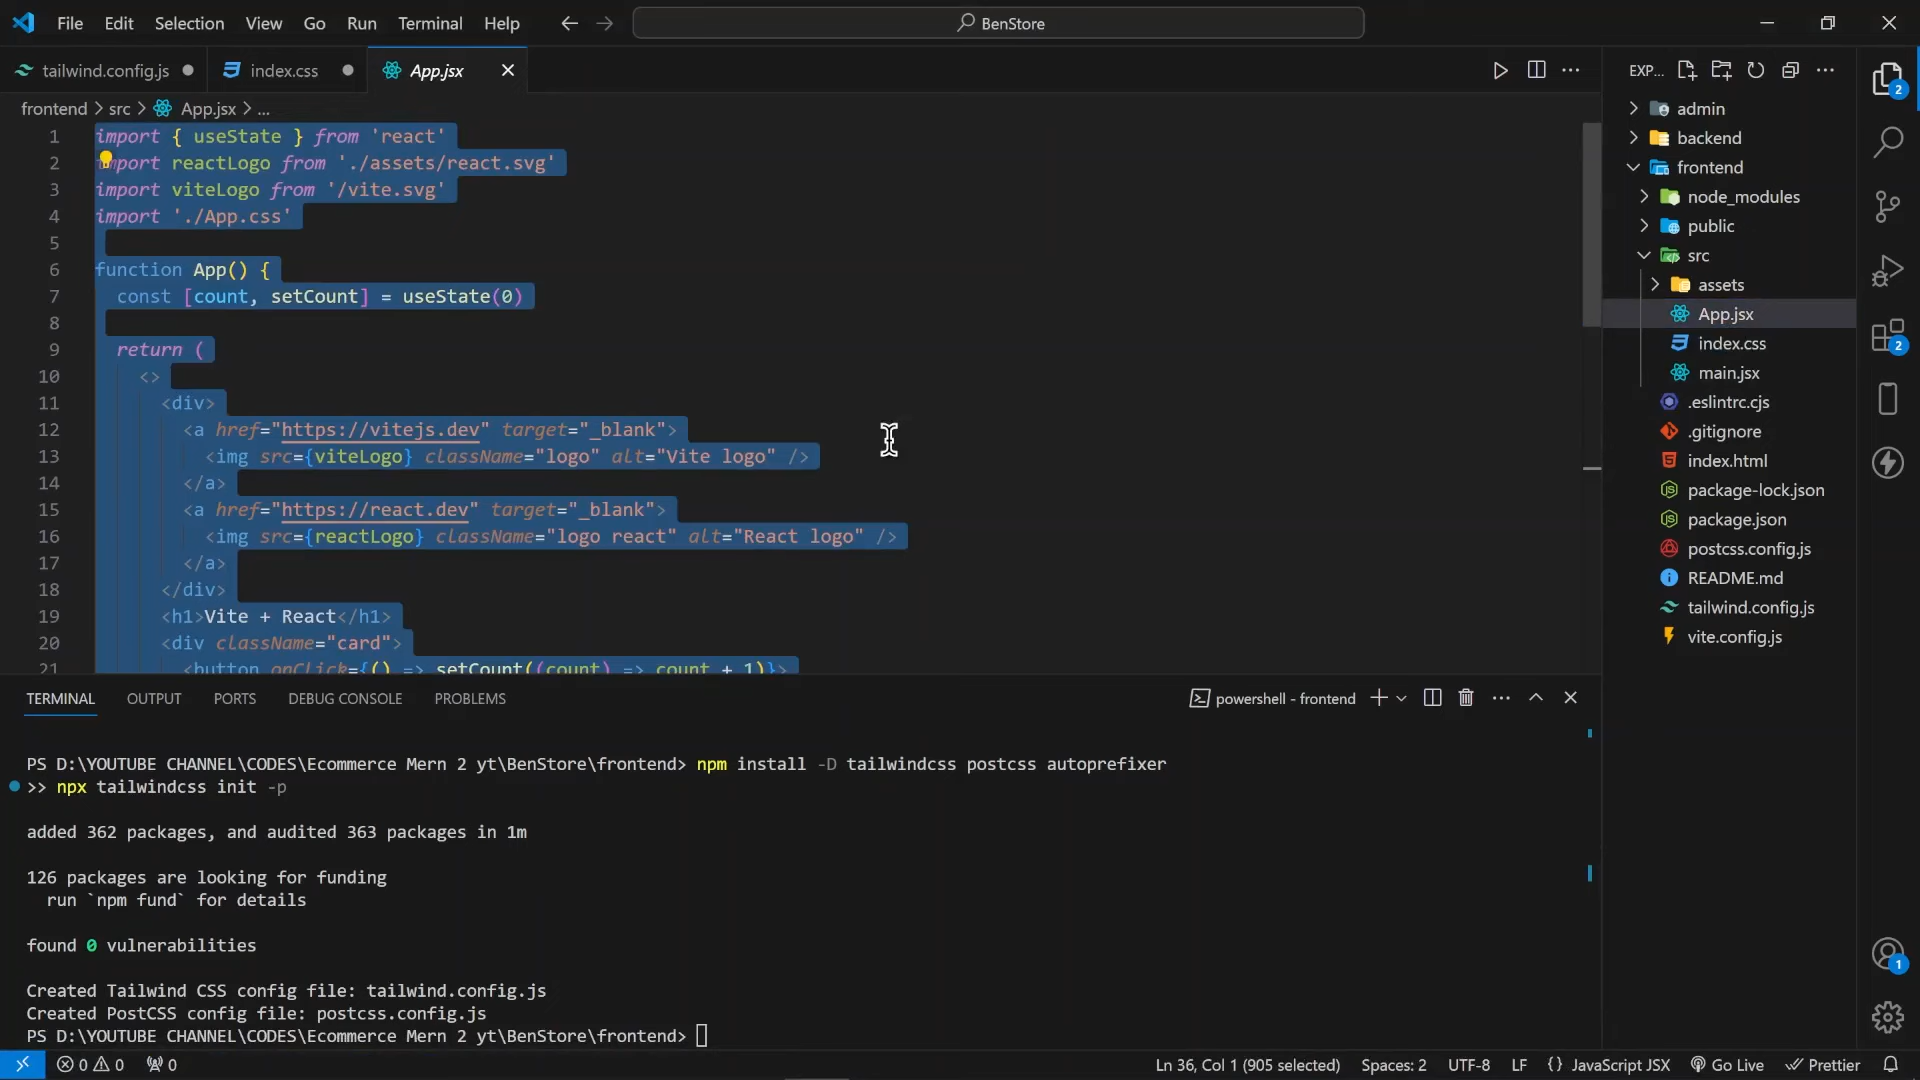 File Edit Selection View Go Run Terminal Help
BenStore
tailwind.config.js
index.css
App.jsx
frontend > src > App.jsx > ...
1 import { useState } from 'react'
2 import reactLogo from './assets/react.svg'
3 import viteLogo from '/vite.svg'
4 import './App.css'
5
6 function App() {
7 const [count, setCount] = useState(0)
8
9 return (
10 <>
11 <div>
12 <a href="https://vitejs.dev" target="_blank">
13 <img src={viteLogo} className="logo" alt="Vite logo" />
14 </a>
15 <a href="https://react.dev" target="_blank">
16 <img src={reactLogo} className="logo react" alt="React logo" />
17 </a>
18 </div>
19 <h1>Vite + React</h1>
20 <div className="card">
21 <button onClick={() => setCount((count) => count + 1)}>
EXP...
admin
backend
frontend
node_modules
public
src
assets
App.jsx
index.css
main.jsx
.eslintrc.cjs
.gitignore
index.html
package-lock.json
package.json
postcss.config.js
README.md
tailwind.config.js
vite.config.js
2
2
1
TERMINAL OUTPUT PORTS DEBUG CONSOLE PROBLEMS
powershell - frontend
PS D:\YOUTUBE CHANNEL\CODES\Ecommerce Mern 2 yt\BenStore\frontend> npm install -D tailwindcss postcss autoprefixer
>> npx tailwindcss init -p
added 362 packages, and audited 363 packages in 1m
126 packages are looking for funding
run `npm fund` for details
found 0 vulnerabilities
Created Tailwind CSS config file: tailwind.config.js
Created PostCSS config file: postcss.config.js
PS D:\YOUTUBE CHANNEL\CODES\Ecommerce Mern 2 yt\BenStore\frontend>
0 0 0
Ln 36, Col 1 (905 selected) Spaces: 2 UTF-8 LF {} JavaScript JSX Go Live Prettier